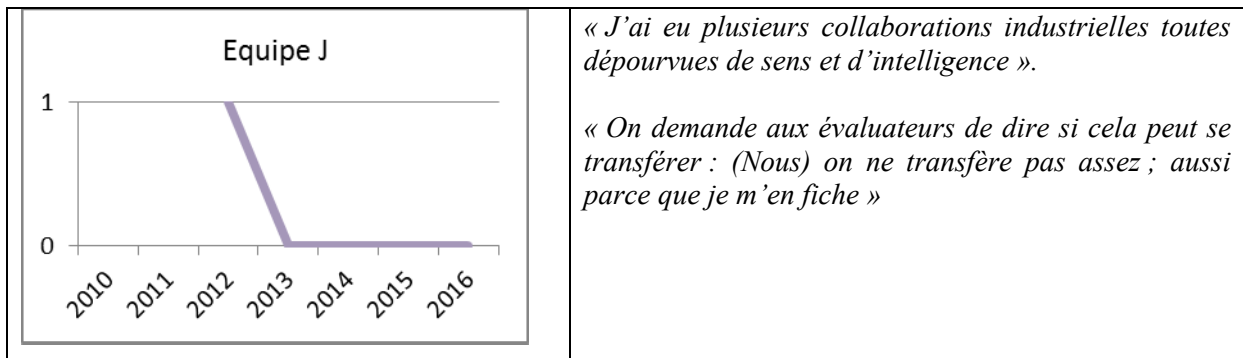 Equipe J
1
0
2010
2011
2012
2013
2014
2015
2016
« J’ai eu plusieurs collaborations industrielles toutes
dépourvues de sens et d’intelligence ».
« On demande aux évaluateurs de dire si cela peut se
transférer : (Nous) on ne transfère pas assez ; aussi
parce que je m’en fiche »